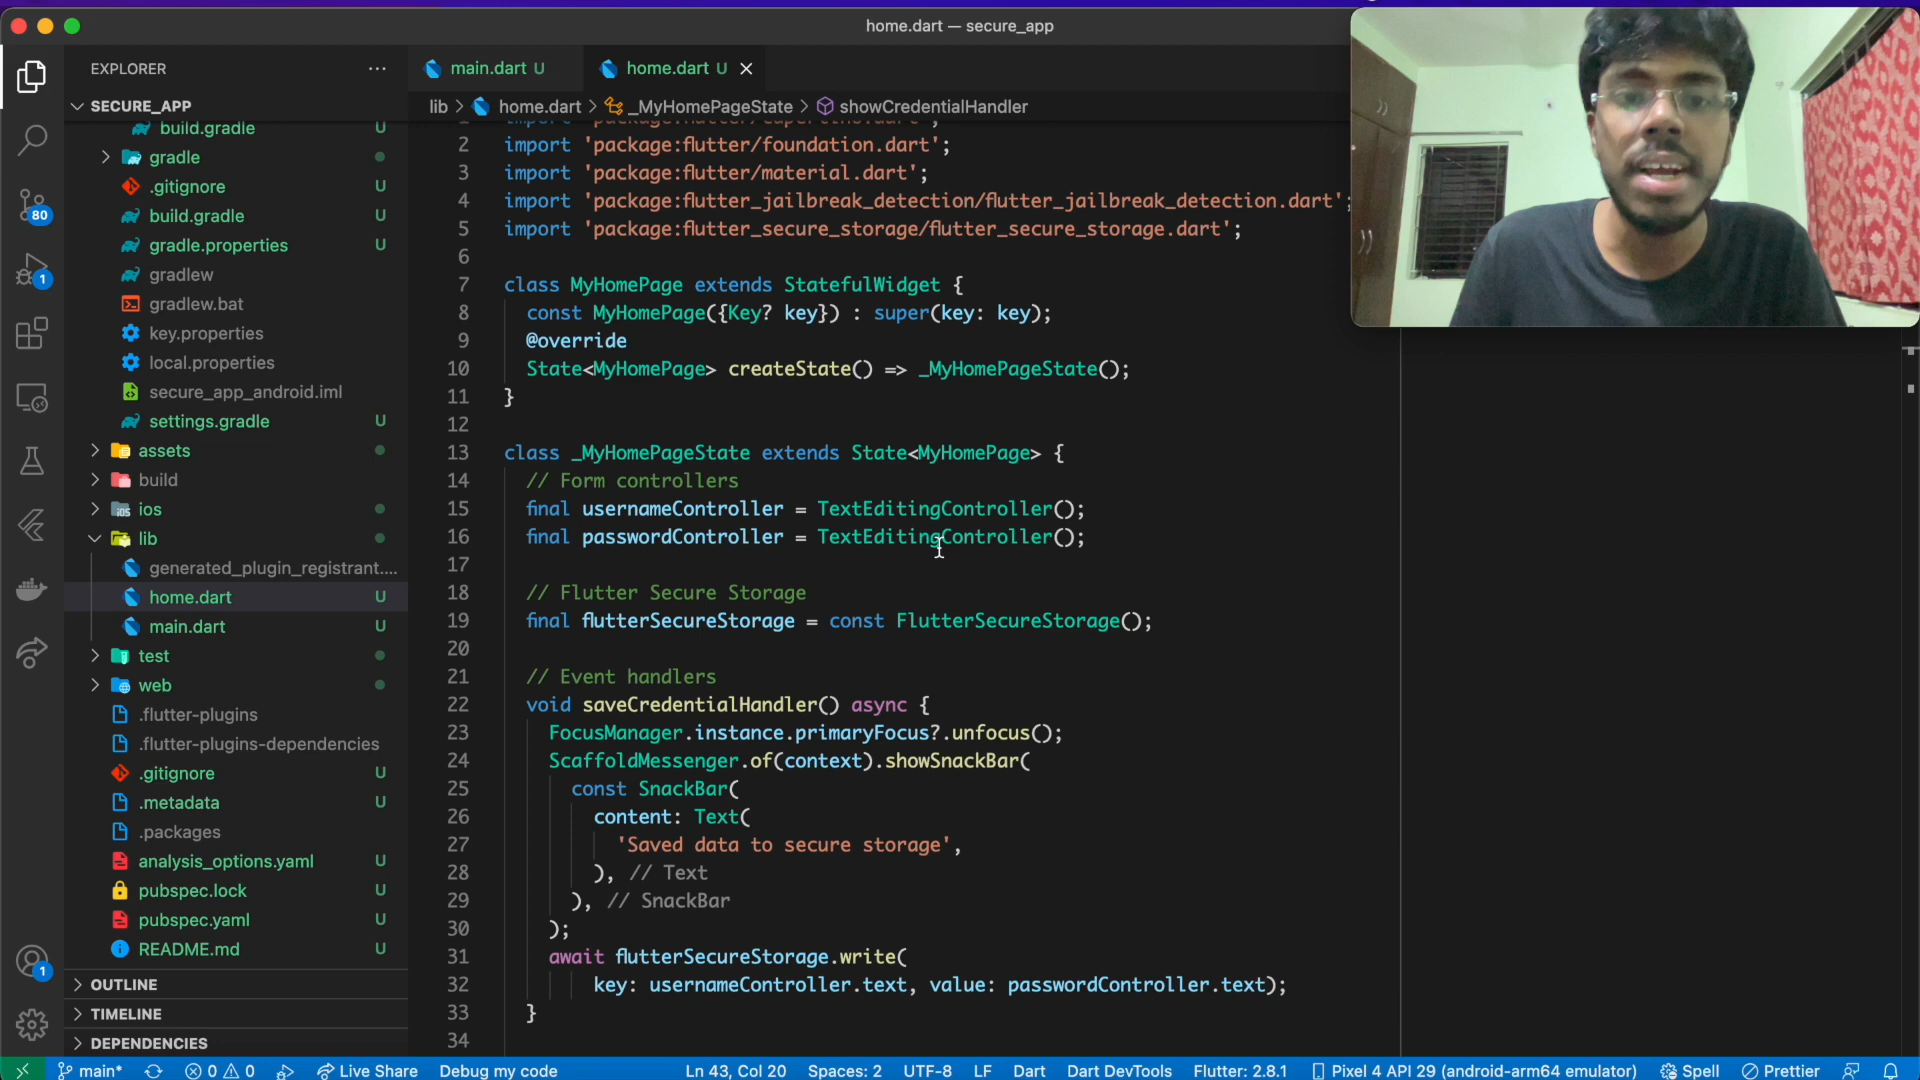 home.dart — secure_app
EXPLORER
main.dart U
home.dart U
SECURE_APP
lib > home.dart > _MyHomePageState > showCredentialHandler
build.gradle U
gradle
.gitignore U
build.gradle U
gradle.properties U
gradlew
gradlew.bat
key.properties
local.properties
secure_app_android.iml
settings.gradle U
assets
build
ios
lib
generated_plugin_registrant....
home.dart U
main.dart U
test
web
.flutter-plugins
.flutter-plugins-dependencies
.gitignore U
.metadata U
.packages
analysis_options.yaml U
pubspec.lock U
pubspec.yaml U
README.md U
OUTLINE
TIMELINE
DEPENDENCIES
80
1
1
2 import 'package:flutter/foundation.dart';
3 import 'package:flutter/material.dart';
4 import 'package:flutter_jailbreak_detection/flutter_jailbreak_detection.dart';
5 import 'package:flutter_secure_storage/flutter_secure_storage.dart';
6
7 class MyHomePage extends StatefulWidget {
8 const MyHomePage({Key? key}) : super(key: key);
9 @override
10 State<MyHomePage> createState() => _MyHomePageState();
11 }
12
13 class _MyHomePageState extends State<MyHomePage> {
14 // Form controllers
15 final usernameController = TextEditingController();
16 final passwordController = TextEditingController();
17
18 // Flutter Secure Storage
19 final flutterSecureStorage = const FlutterSecureStorage();
20
21 // Event handlers
22 void saveCredentialHandler() async {
23 FocusManager.instance.primaryFocus?.unfocus();
24 ScaffoldMessenger.of(context).showSnackBar(
25 const SnackBar(
26 content: Text(
27 'Saved data to secure storage',
28 ), // Text
29 ), // SnackBar
30 );
31 await flutterSecureStorage.write(
32 key: usernameController.text, value: passwordController.text);
33 }
34
main* 0 0 Live Share Debug my code Ln 43, Col 20 Spaces: 2 UTF-8 LF Dart Dart DevTools Flutter: 2.8.1 Pixel 4 API 29 (android-arm64 emulator) Spell Prettier